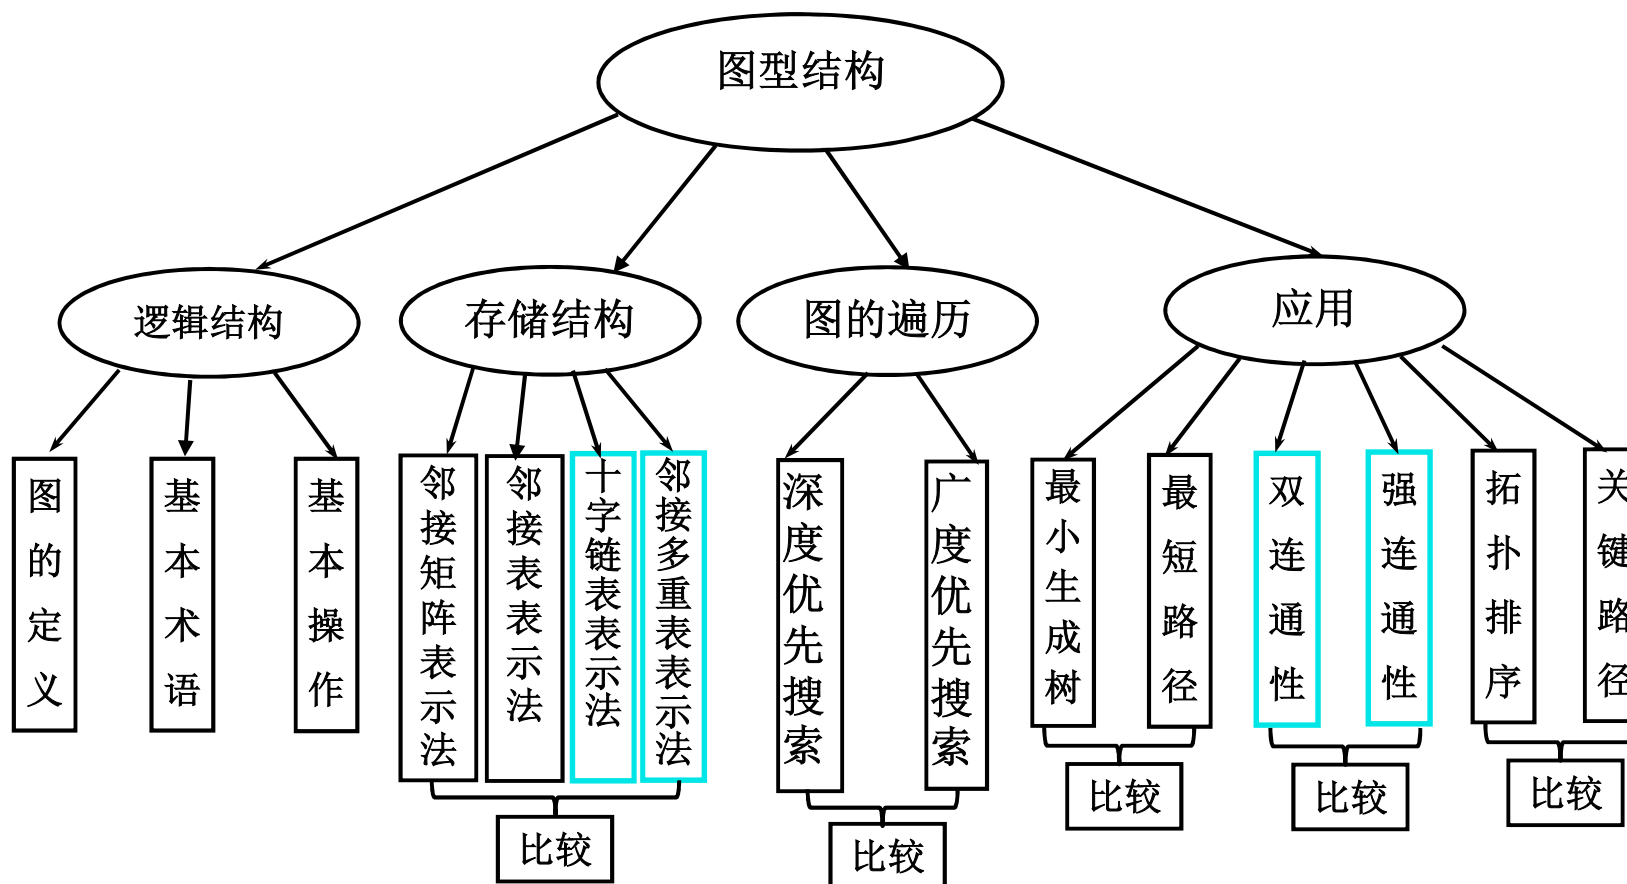 图型结构
逻辑结构
存储结构
图的遍历
应用
图的定义
基本术语
基本操作
邻接矩阵表示法
邻接表表示法
十字链表表示法
邻接多重表表示法
深度优先搜索
广度优先搜索
最小生成树
最短路径
双连通性
强连通性
拓扑排序
关键路径
比较
比较
比较
比较
比较